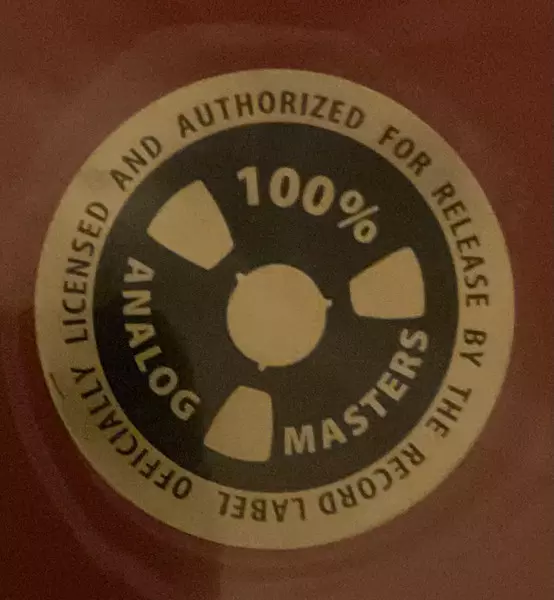 OFFICIALLY LICENSED AND AUTHORIZED FOR RELEASE BY THE RECORD LABEL
100%
ANALOG
MASTERS